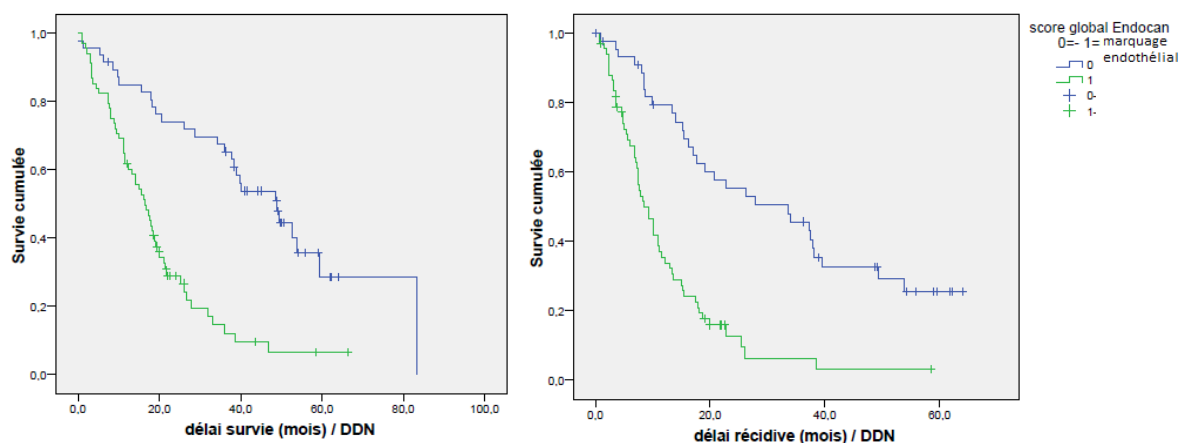 1,0
0,8
0,6
0,4
0,2
0,0
Survie cumulée
0,0 20,0 40,0 60,0 80,0 100,0
délai survie (mois) / DDN
1,0
0,8
0,6
0,4
0,2
0,0
Survie cumulée
0,0 20,0 40,0 60,0
délai récidive (mois) / DDN
score global Endocan
0=- 1= marquage
endothélial
0
1
0-
1-